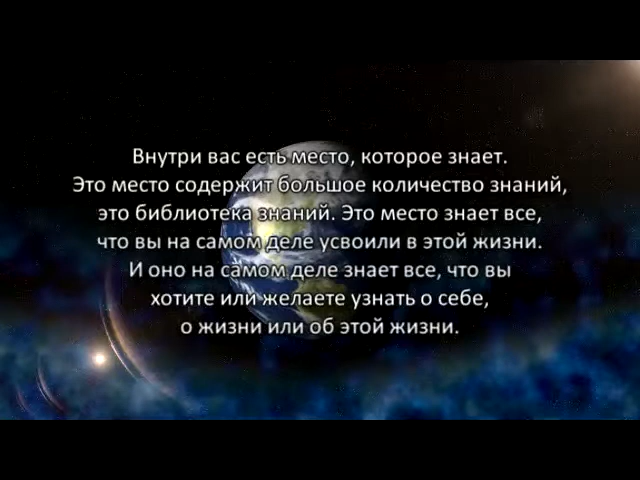 Внутри вас есть место, которое знает.
Это место содержит большое количество знаний,
это библиотека знаний. Это место знает все,
что вы на самом деле усвоили в этой жизни.
И оно на самом деле знает все, что вы
хотите или желаете узнать о себе,
о жизни или об этой жизни.